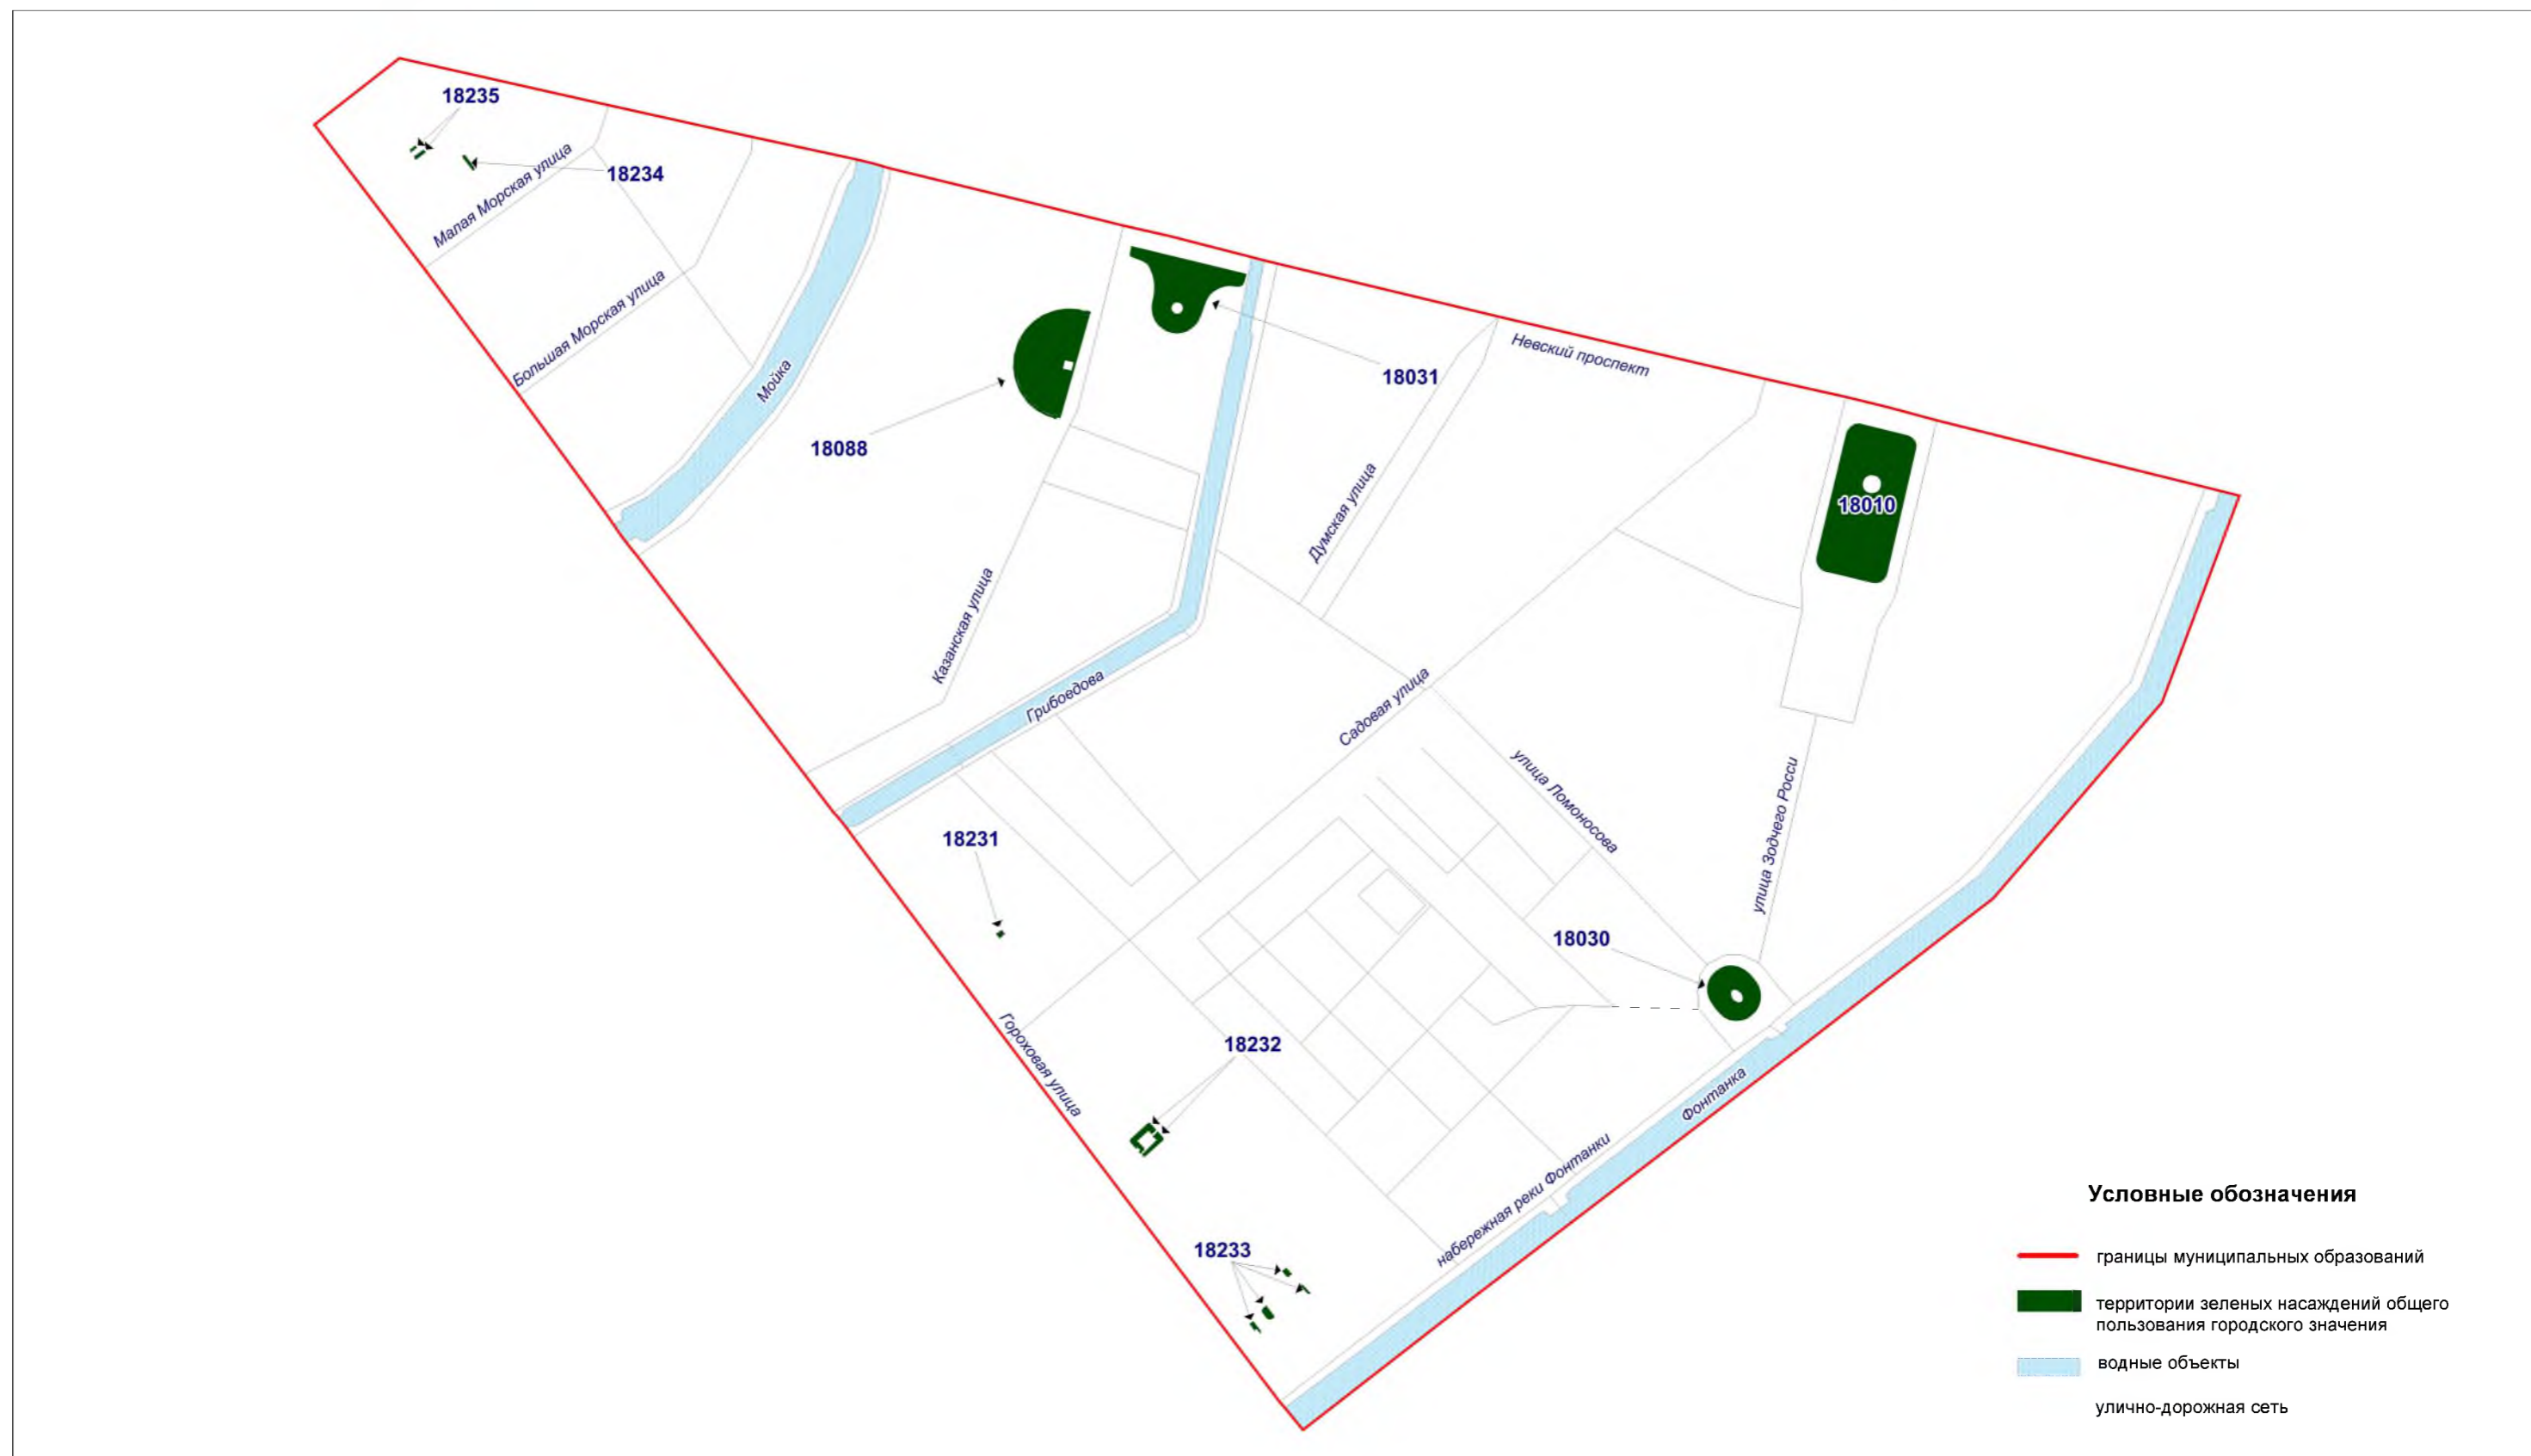 18235
18234
Малая Морская улица
Большая Морская улица
Мойка
18088
18031
Невский проспект
18010
Думская улица
Казанская улица
Грибоедова
Садовая улица
улица Ломоносова
улица Зодчего Росси
18231
18030
Гороховая улица
18232
Фонтанка
набережная реки Фонтанки
18233
Условные обозначения
границы муниципальных образований
территории зеленых насаждений общего
пользования городского значения
водные объекты
улично-дорожная сеть